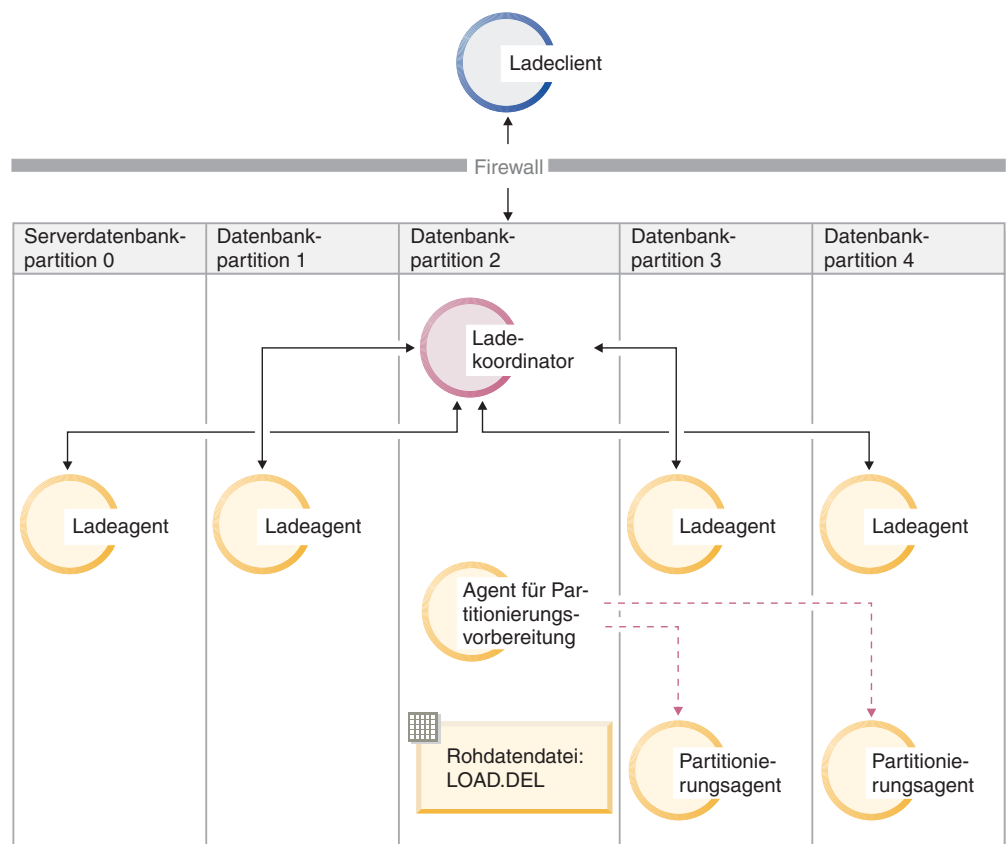 Ladeclient
Firewall
Serverdatenbank-
partition 0
Datenbank-
partition 1
Datenbank-
partition 2
Datenbank-
partition 3
Datenbank-
partition 4
Lade-
koordinator
Ladeagent
Ladeagent
Ladeagent
Ladeagent
Agent für Par-
titionierungs-
vorbereitung
Rohdatendatei:
LOAD.DEL
Partitionie-
rungsagent
Partitionie-
rungsagent